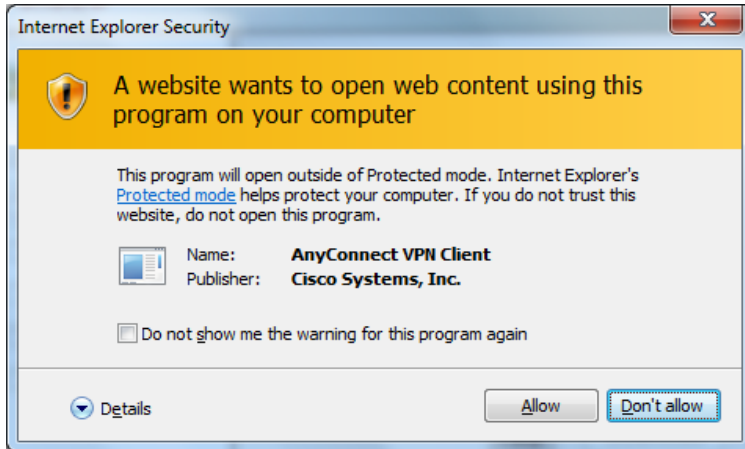 Internet Explorer Security
A website wants to open web content using this
program on your computer
This program will open outside of Protected mode. Internet Explorer's
Protected mode helps protect your computer. If you do not trust this
website, do not open this program.
Name: AnyConnect VPN Client
Publisher: Cisco Systems, Inc.
Do not show me the warning for this program again
Details
Allow
Don't allow